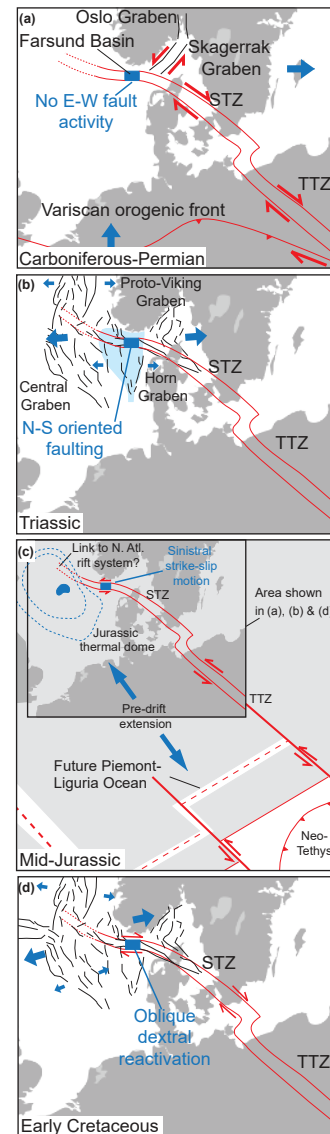 (a)
Oslo Graben
Farsund Basin
Skagerrak
Graben
No E-W fault
activity
STZ
TTZ
Variscan orogenic front
Carboniferous-Permian
(b)
Proto-Viking
Graben
STZ
Central
Graben
Horn
Graben
N-S oriented
faulting
TTZ
Triassic
(c)
Link to N. Atl.
rift system?
Sinistral
strike-slip
motion
STZ
Area shown
in (a), (b) & (d)
Jurassic
thermal dome
TTZ
Pre-drift
extension
Future Piemont-
Liguria Ocean
Neo-
Tethys
Mid-Jurassic
(d)
STZ
Oblique
dextral
reactivation
TTZ
Early Cretaceous